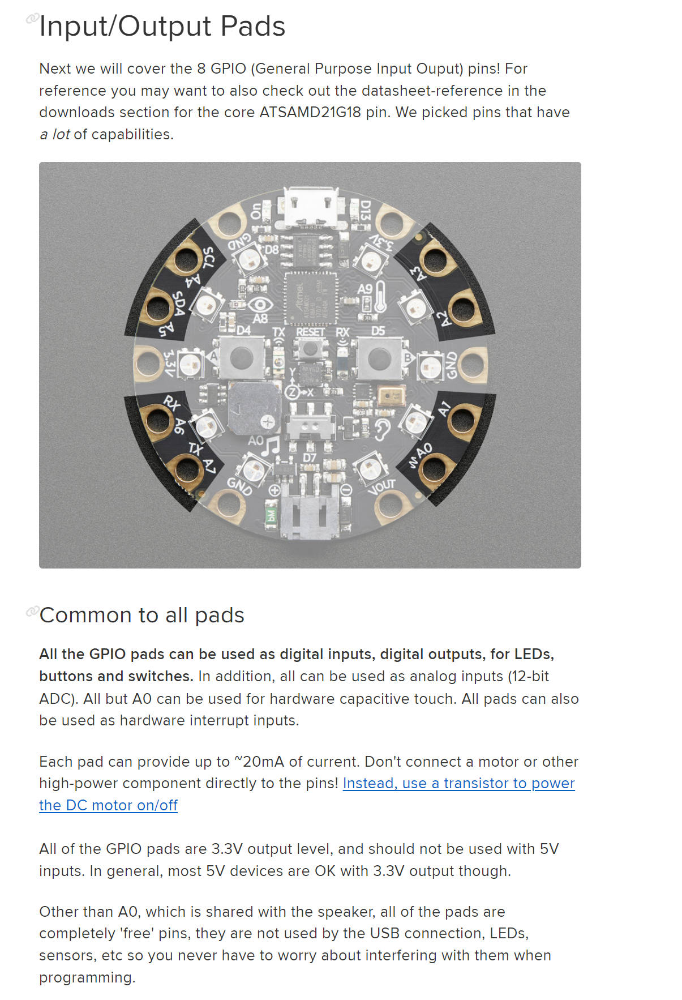 Input/Output Pads
Next we will cover the 8 GPIO (General Purpose Input Ouput) pins! For
reference you may want to also check out the datasheet-reference in the
downloads section for the core ATSAMD21G18 pin. We picked pins that have
a lot of capabilities.
On
D13
GND
D8
3.3V
SCL
A4
A3
SDA
A5
Atmel
A9
A2
A8
D4
TX
RESET
RX
D5
3.3V
A
B
GND
Y
Z
X
RX
A6
A1
TX
A7
A0
D7
A0
GND
VOUT
Common to all pads
All the GPIO pads can be used as digital inputs, digital outputs, for LEDs,
buttons and switches. In addition, all can be used as analog inputs (12-bit
ADC). All but A0 can be used for hardware capacitive touch. All pads can also
be used as hardware interrupt inputs.
Each pad can provide up to ~20mA of current. Don't connect a motor or other
high-power component directly to the pins! Instead, use a transistor to power
the DC motor on/off
All of the GPIO pads are 3.3V output level, and should not be used with 5V
inputs. In general, most 5V devices are OK with 3.3V output though.
Other than A0, which is shared with the speaker, all of the pads are
completely 'free' pins, they are not used by the USB connection, LEDs,
sensors, etc so you never have to worry about interfering with them when
programming.